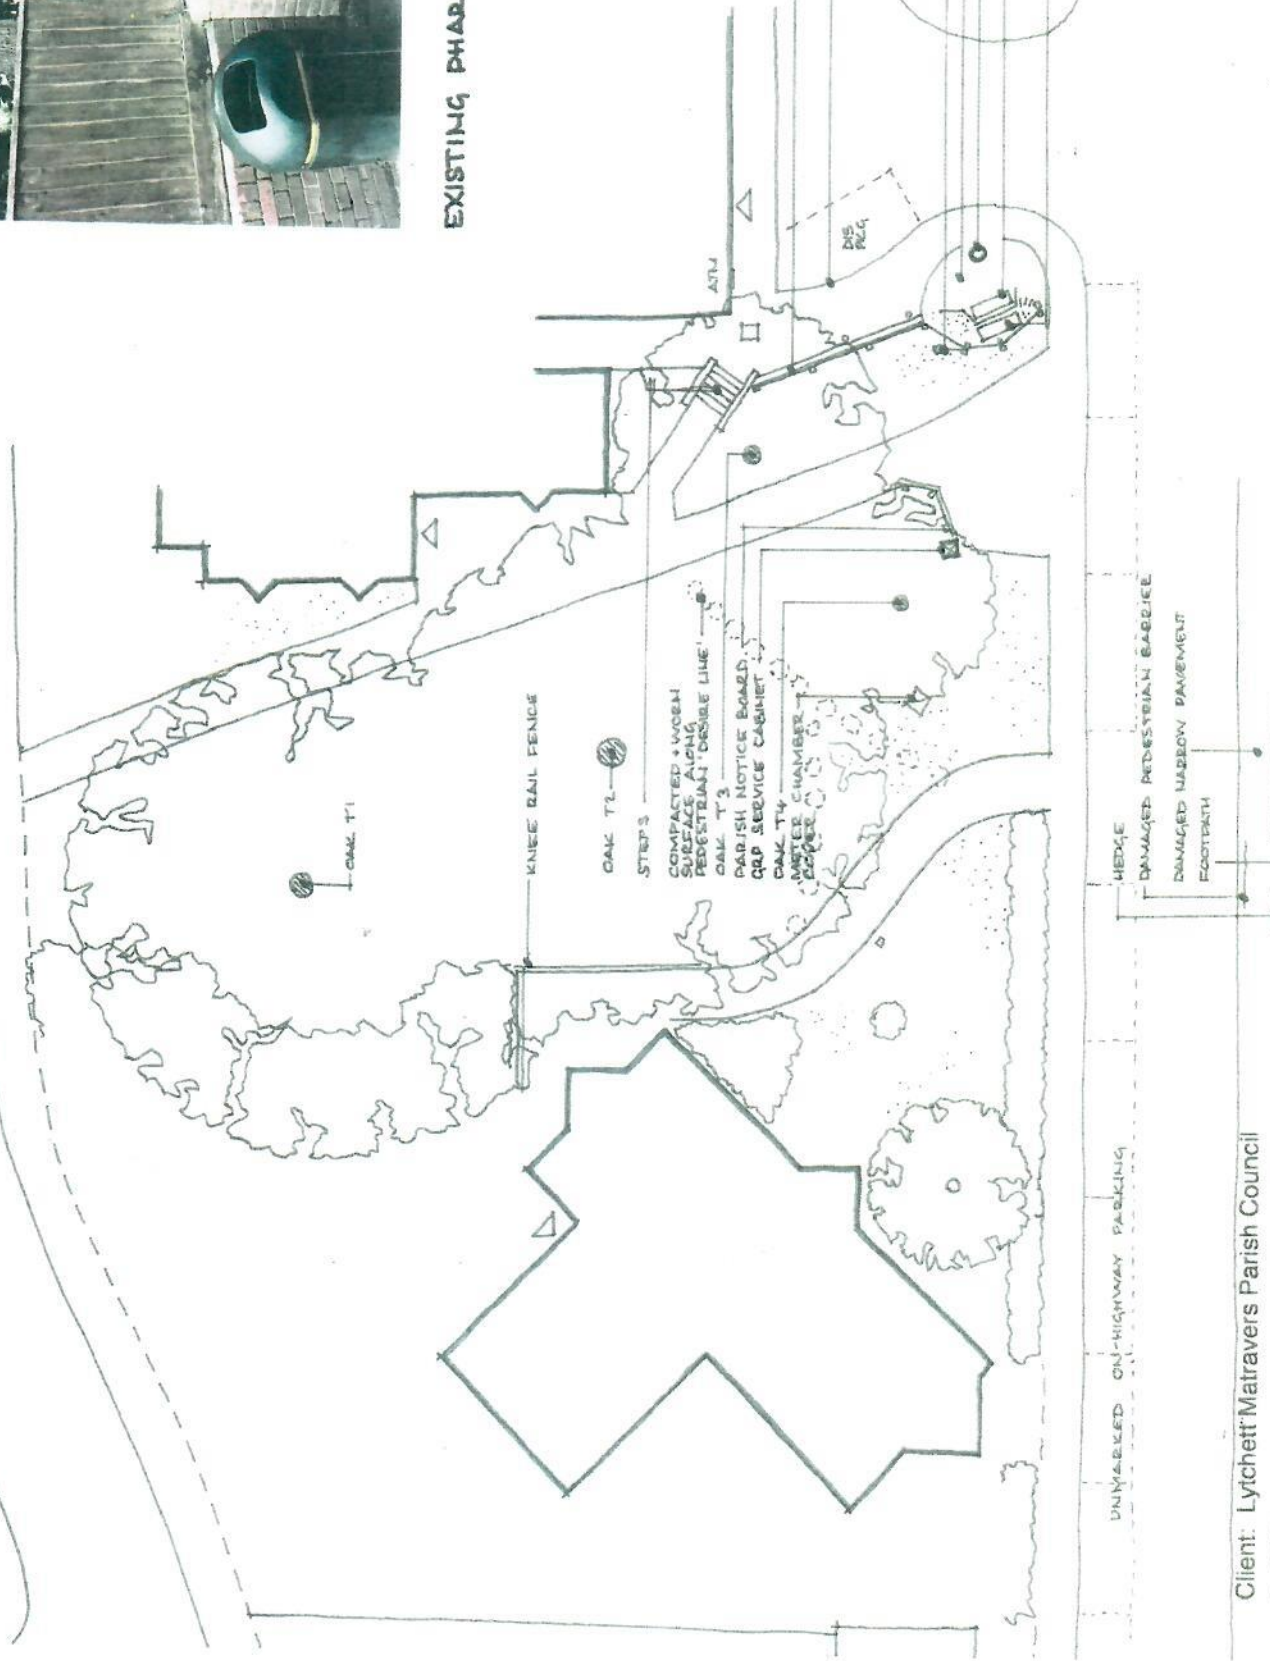 EXISTING PHAR
ATM
DIS
PKG
OAK T1
KNEE RAIL FENCE
OAK T2
STEPS
COMPACTED + WORN
SURFACE ALONG
PEDESTRIAN 'DESIRE LINE'
OAK T3
PARISH NOTICE BOARD
GRP SERVICE CABINET
OAK T4
METER CHAMBER
COVER
HEDGE
DAMAGED PEDESTRIAN BARRIER
DAMAGED NARROW PAVEMENT
FOOTPATH
UNMARKED ON-HIGHWAY PARKING
Client: Lytchett Matravers Parish Council